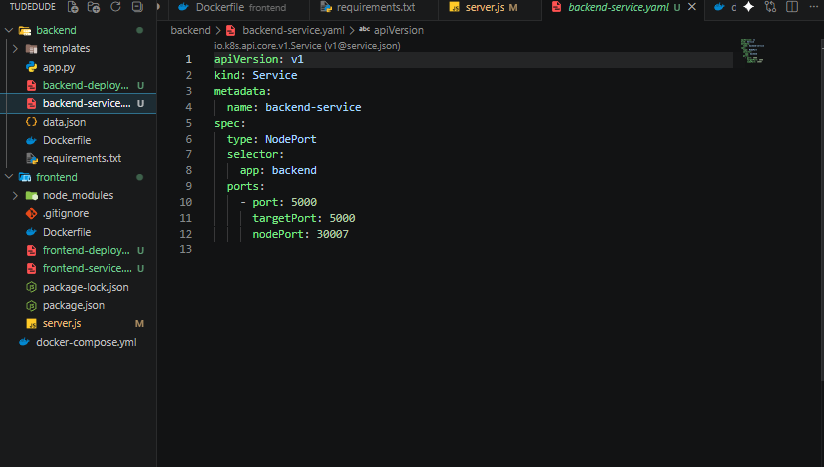 TUDEDUDE
Dockerfile frontend
requirements.txt
server.js M
backend-service.yaml U
backend
templates
app.py
backend-deploy... U
backend-service.... U
data.json
Dockerfile
requirements.txt
frontend
node_modules
.gitignore
Dockerfile
frontend-deploy... U
frontend-service.... U
package-lock.json
package.json
server.js M
docker-compose.yml
backend > backend-service.yaml > abc apiVersion
io.k8s.api.core.v1.Service (v1@service.json)
1 apiVersion: v1
2 kind: Service
3 metadata:
4 name: backend-service
5 spec:
6 type: NodePort
7 selector:
8 app: backend
9 ports:
10 - port: 5000
11 targetPort: 5000
12 nodePort: 30007
13